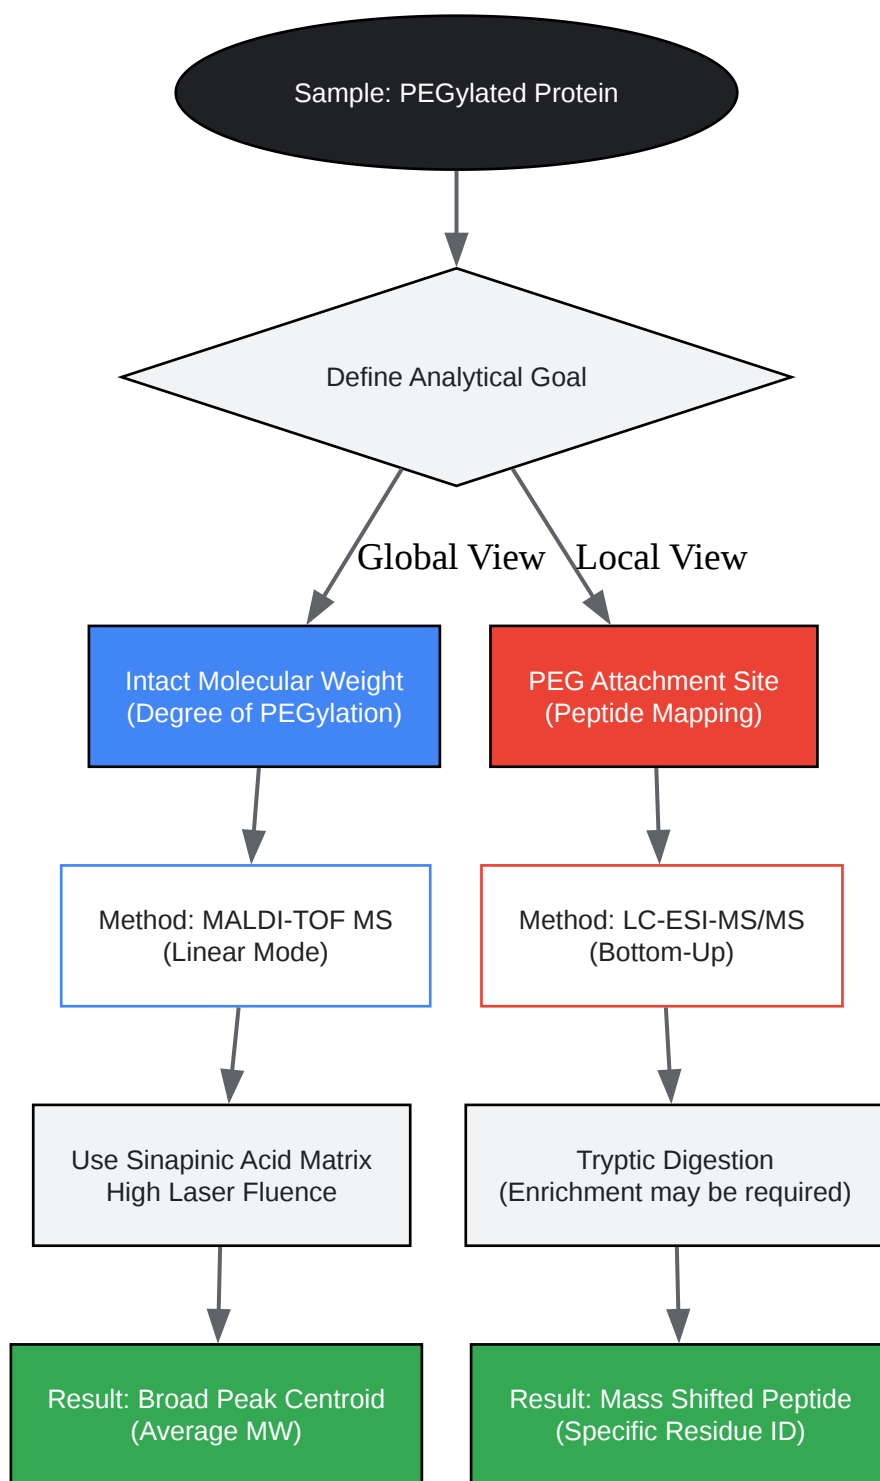 Sample: PEGylated Protein
Define Analytical Goal
Global View
Local View
Intact Molecular Weight
(Degree of PEGylation)
PEG Attachment Site
(Peptide Mapping)
Method: MALDI-TOF MS
(Linear Mode)
Method: LC-ESI-MS/MS
(Bottom-Up)
Use Sinapinic Acid Matrix
High Laser Fluence
Tryptic Digestion
(Enrichment may be required)
Result: Broad Peak Centroid
(Average MW)
Result: Mass Shifted Peptide
(Specific Residue ID)